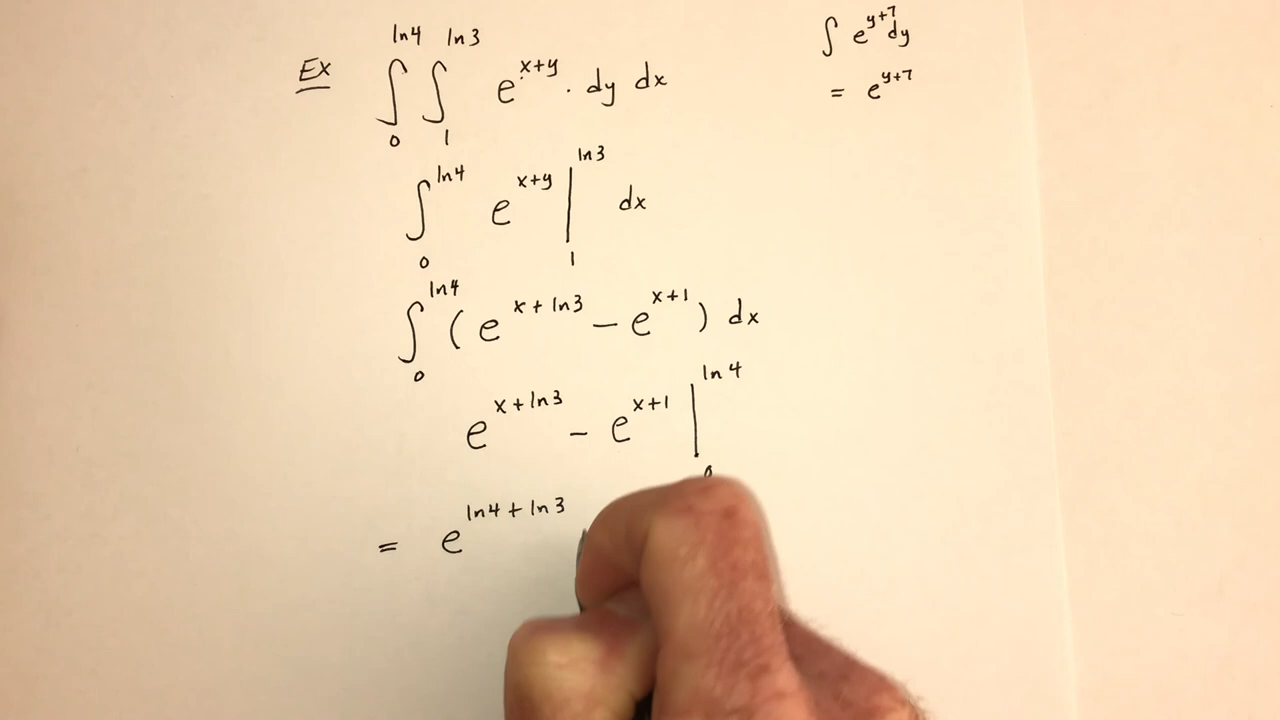 Ex ∫₀^ln4 ∫₁^ln3 e^x+y · dy dx
∫₀^ln4 e^x+y |₁^ln3 dx
∫₀^ln4 ( e^x + ln3 − e^x+1 ) dx
e^x + ln3 − e^x+1 |^ln4
= e^ln4 + ln3
∫ e^y+7 dy
= e^y+7